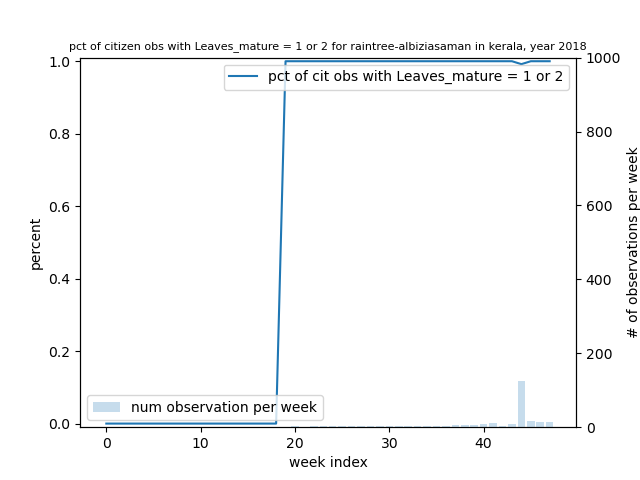 pct of citizen obs with Leaves_mature = 1 or 2 for raintree-albiziasaman in kerala, year 2018
pct of cit obs with Leaves_mature = 1 or 2
1.0
0.8
0.6
0.4
0.2
0.0
percent
1000
800
600
400
200
0
# of observations per week
num observation per week
0
10
20
30
40
week index